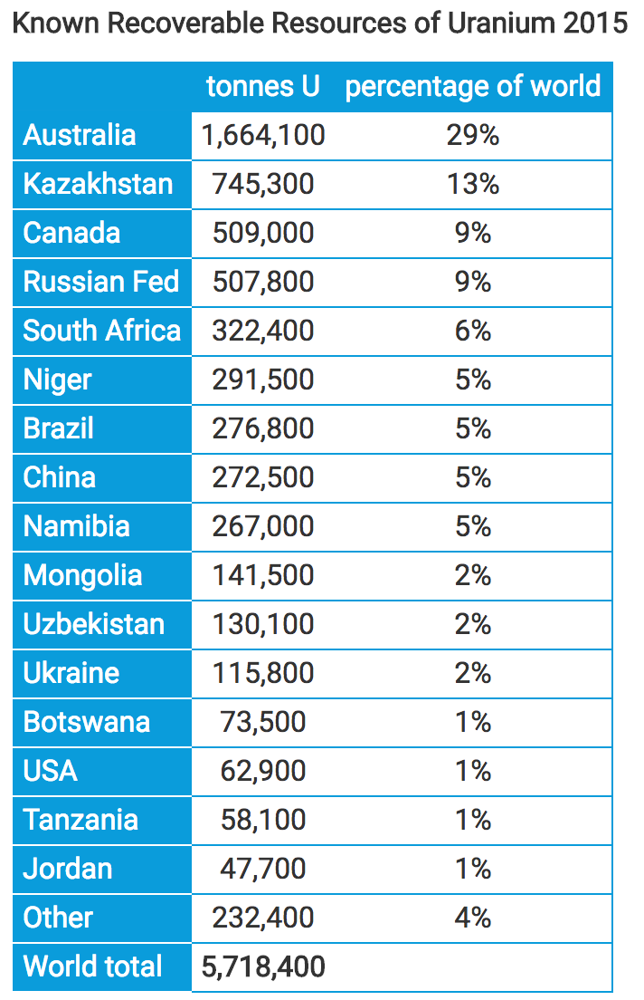 Known Recoverable Resources of Uranium 2015
tonnes U percentage of world
Australia 1,664,100 29%
Kazakhstan 745,300 13%
Canada 509,000 9%
Russian Fed 507,800 9%
South Africa 322,400 6%
Niger 291,500 5%
Brazil 276,800 5%
China 272,500 5%
Namibia 267,000 5%
Mongolia 141,500 2%
Uzbekistan 130,100 2%
Ukraine 115,800 2%
Botswana 73,500 1%
USA 62,900 1%
Tanzania 58,100 1%
Jordan 47,700 1%
Other 232,400 4%
World total 5,718,400